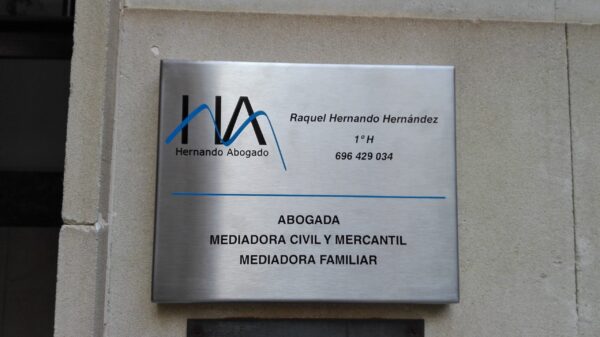 HA
Hernando Abogado
Raquel Hernando Hernández
1º H
696 429 034
ABOGADA
MEDIADORA CIVIL Y MERCANTIL
MEDIADORA FAMILIAR